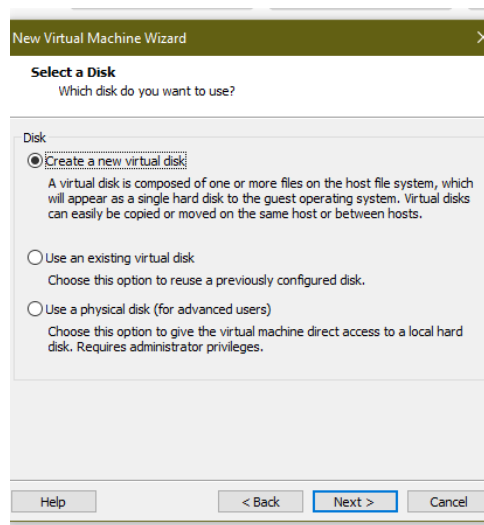 New Virtual Machine Wizard
Select a Disk
Which disk do you want to use?
Disk
Create a new virtual disk
A virtual disk is composed of one or more files on the host file system, which
will appear as a single hard disk to the guest operating system. Virtual disks
can easily be copied or moved on the same host or between hosts.
Use an existing virtual disk
Choose this option to reuse a previously configured disk.
Use a physical disk (for advanced users)
Choose this option to give the virtual machine direct access to a local hard
disk. Requires administrator privileges.
Help < Back Next > Cancel